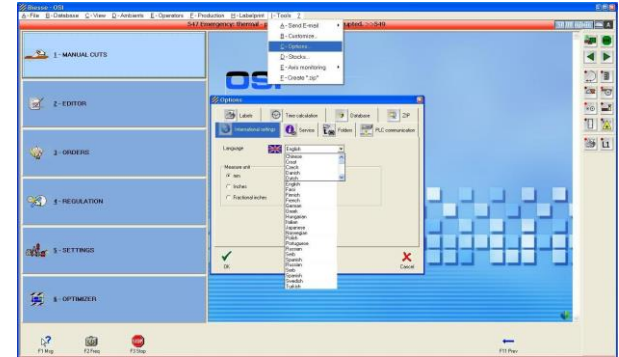 Biesse - OSI
A - File B - Database C - View D - Ambients E - Operators F - Production H - Labelprint I - Tools 2
547 Emergency: thermal - p upted. >>549
A - Send E-mail
B - Customize..
C - Options..
D - Stocks..
E - Axis monitoring
F - Create "zip"
1 - MANUAL CUTS
2 - EDITOR
3 - ORDERS
4 - REGULATION
5 - SETTINGS
6 - OPTIMIZER
OSI
Options
Labels Time calculation Database ZIP
International settings Service Folders PLC communication
Language English
Measure unit
mm
Inches
Fractional inches
Chinese
Croat
Czech
Danish
Dutch
English
Farsi
Finnish
French
German
Greek
Hungarian
Italian
Japanese
Norwegian
Polish
Portuguese
Russian
Serb
Spanish
Russian
Serb
Spanish
Swedish
Turkish
OK Cancel
F1 Msg F2 Freq F3 Stop F11 Prev